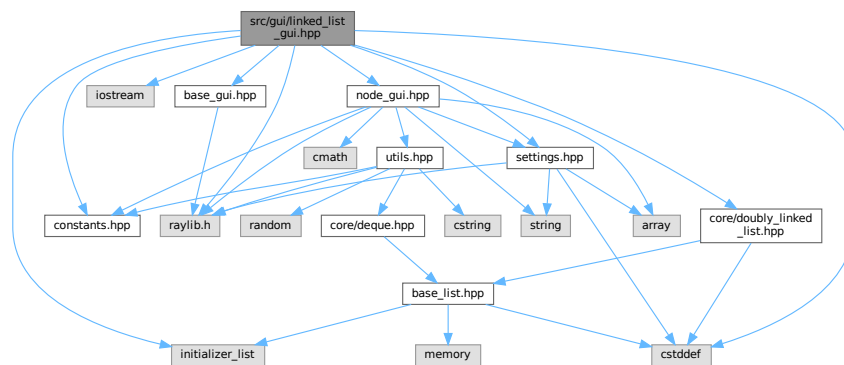 src/gui/linked_list
_gui.hpp
iostream
base_gui.hpp
node_gui.hpp
cmath
utils.hpp
settings.hpp
constants.hpp
raylib.h
random
core/deque.hpp
cstring
string
array
core/doubly_linked
_list.hpp
base_list.hpp
initializer_list
memory
cstddef